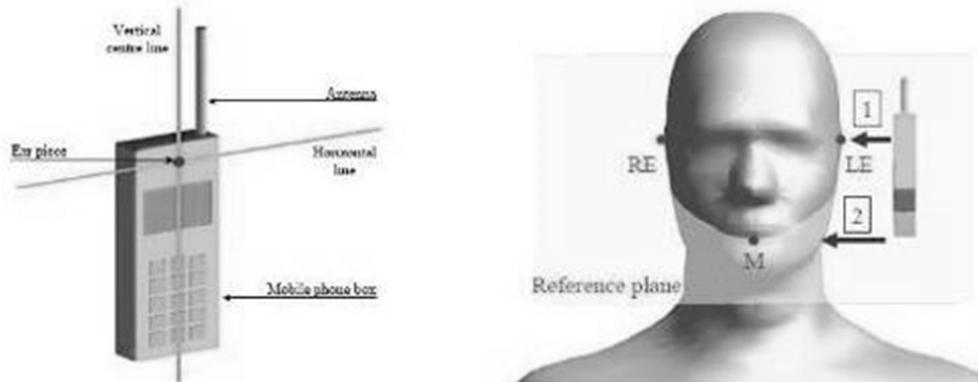 Vertical
centre line
Antenna
Ear piece
Horizontal
line
Mobile phone box
1
RE
LE
2
M
Reference plane